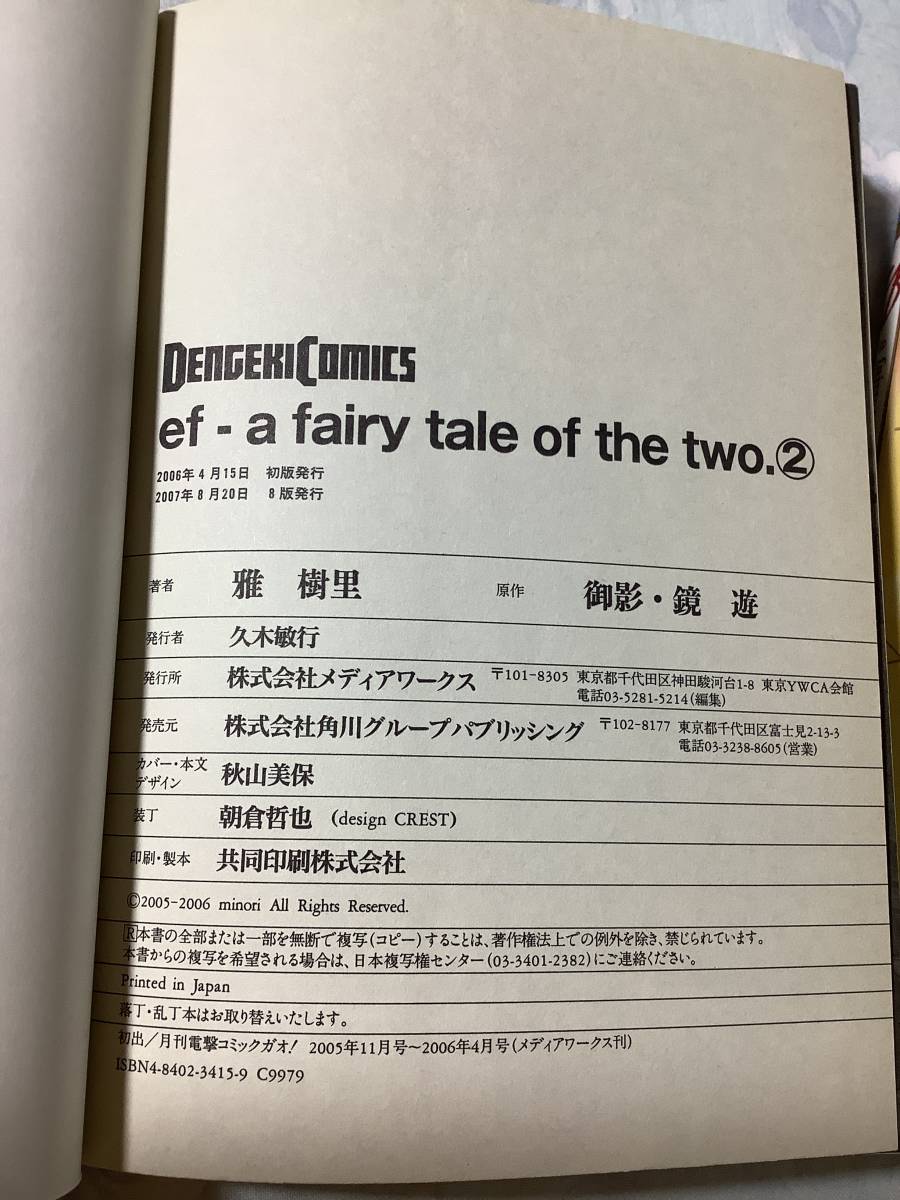 DENGEKI COMICS
ef - a fairy tale of the two.②
2006年4月15日 初版発行
2007年8月20日 8版発行
著者 雅 樹里 原作 御影・鏡 遊
発行者 久木敏行
発行所 株式会社メディアワークス 〒101-8305 東京都千代田区神田駿河台1-8 東京YWCA会館
電話03-5281-5214(編集)
発売元 株式会社角川グループパブリッシング 〒102-8177 東京都千代田区富士見2-13-3
電話03-3238-8605(営業)
カバー・本文
デザイン 秋山美保
装丁 朝倉哲也 (design CREST)
印刷・製本 共同印刷株式会社
©2005-2006 minori All Rights Reserved.
R本書の全部または一部を無断で複写(コピー)することは、著作権法上での例外を除き、禁じられています。
本書からの複写を希望される場合は、日本複写権センター(03-3401-2382)にご連絡ください。
Printed in Japan
落丁・乱丁本はお取り替えいたします。
初出/月刊電撃コミックガオ! 2005年11月号〜2006年4月号(メディアワークス刊)
ISBN4-8402-3415-9 C9979